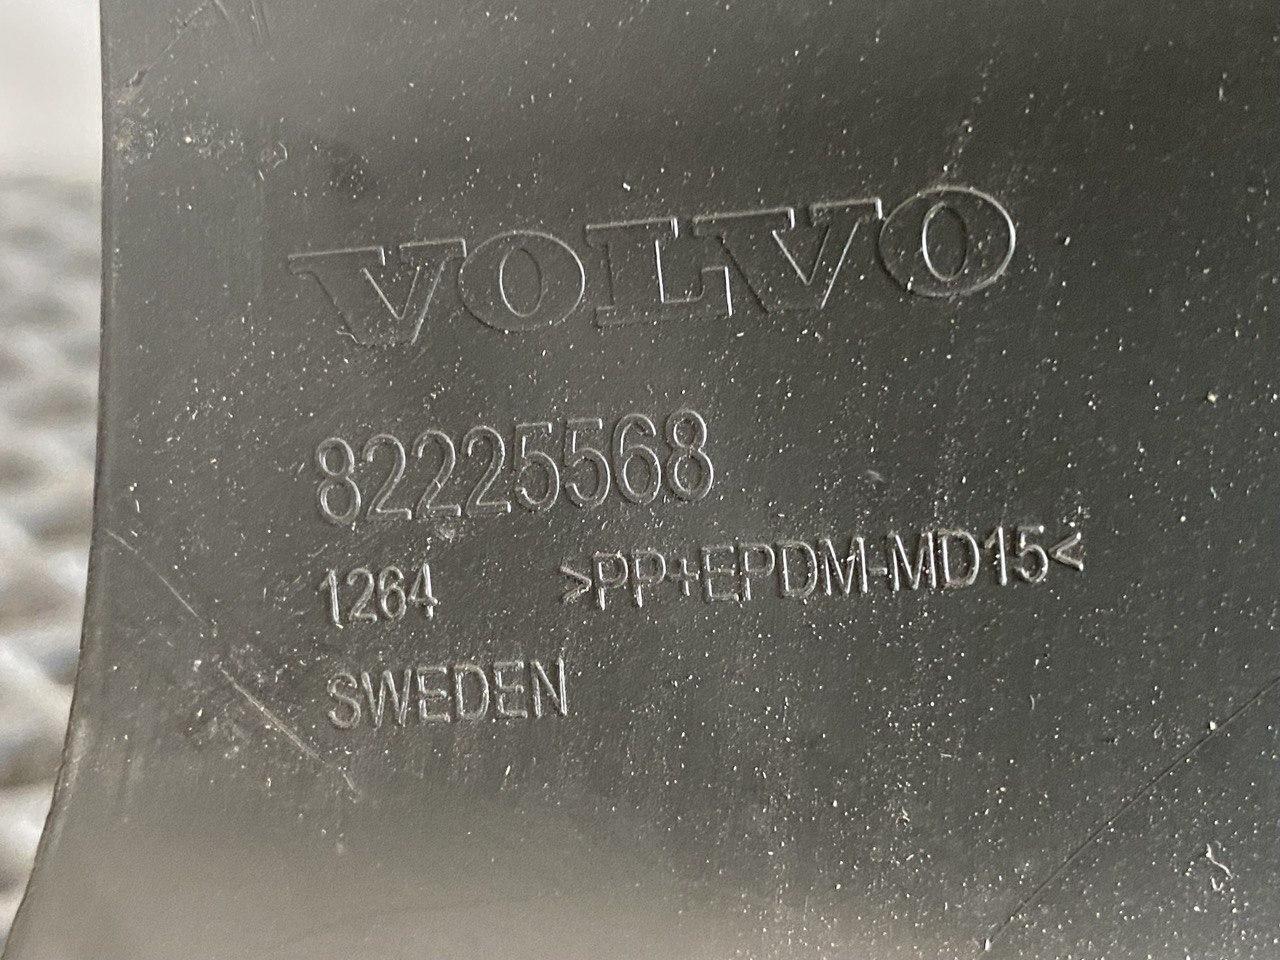 VOLVO
82225568
1264 >PP+EPDM-MD15<
SWEDEN